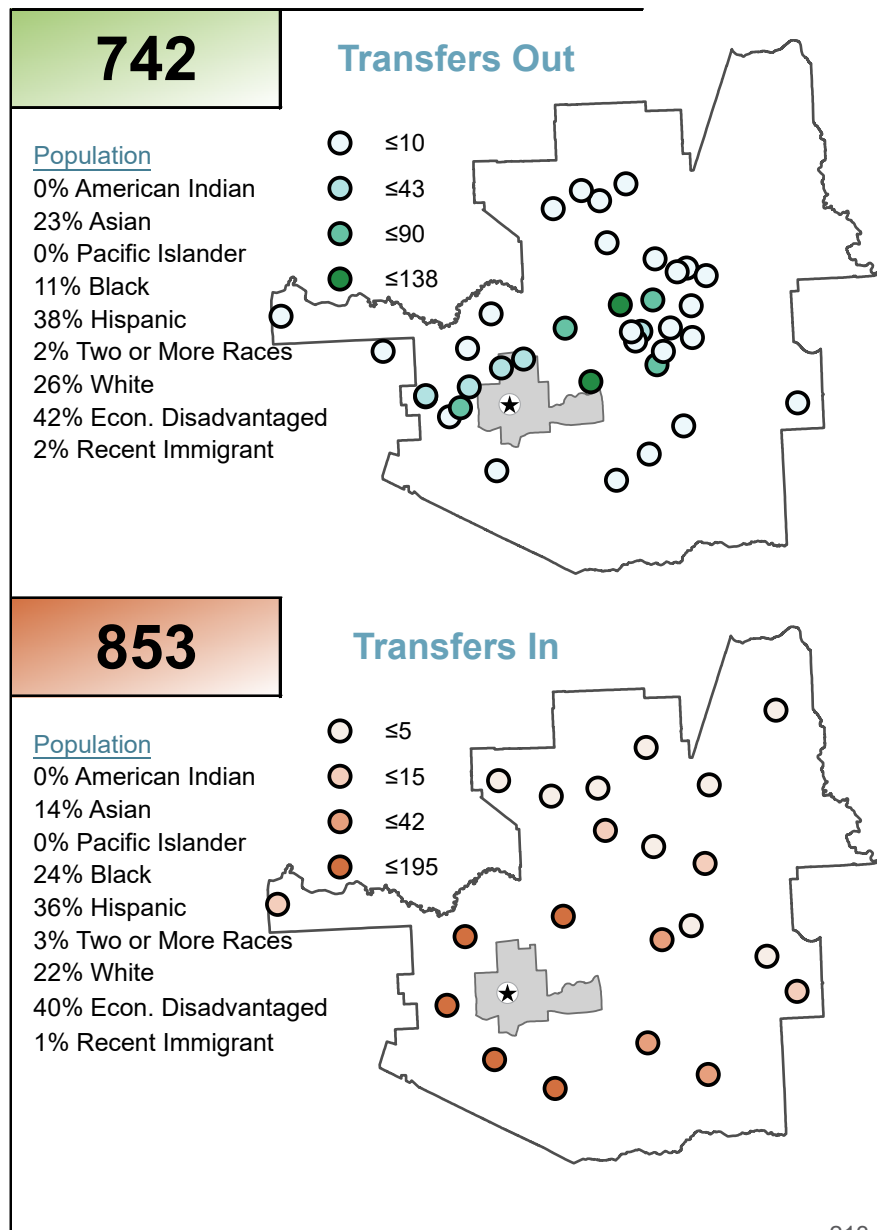 742
Transfers Out
Population
0% American Indian
23% Asian
0% Pacific Islander
11% Black
38% Hispanic
2% Two or More Races
26% White
42% Econ. Disadvantaged
2% Recent Immigrant
≤10
≤43
≤90
≤138
853
Transfers In
Population
0% American Indian
14% Asian
0% Pacific Islander
24% Black
36% Hispanic
3% Two or More Races
22% White
40% Econ. Disadvantaged
1% Recent Immigrant
≤5
≤15
≤42
≤195